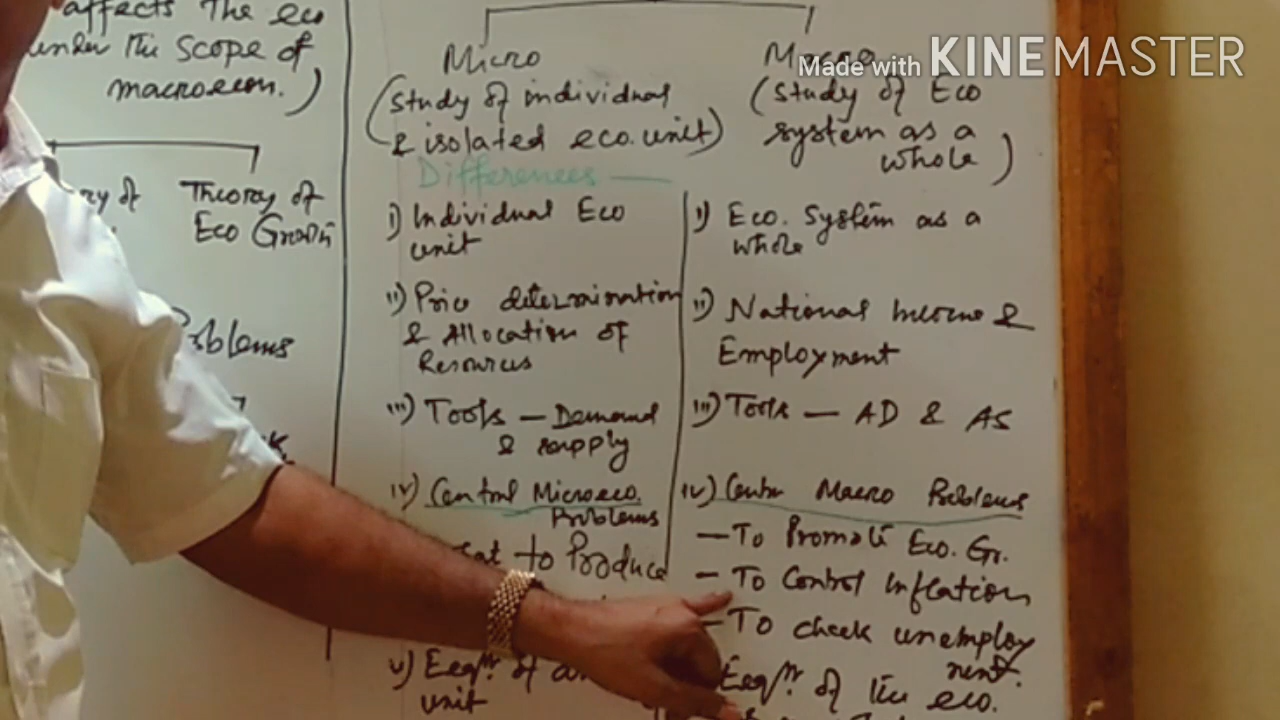 affects the eco
under the scope of
macroecon.)
Theory of
Eco Growth
Problems
Micro
(Study of individual
& isolated eco. unit)
Macro
(Study of Eco
system as a
whole)
Made with KINEMASTER
Differences —
i) Individual Eco
unit
ii) Price determination
& Allocation of
Resources
iii) Tools — Demand
& supply
iv) Central Microeco.
Problems
to Produce
v) Eeqm. of
unit
i) Eco. System as a
whole
ii) National Income &
Employment
iii) Tools — AD & AS
iv) Macro Problems
— To Promote Eco. Gr.
— To Control Inflation
— To check unemploy
ment.
Eeqm. of the eco.